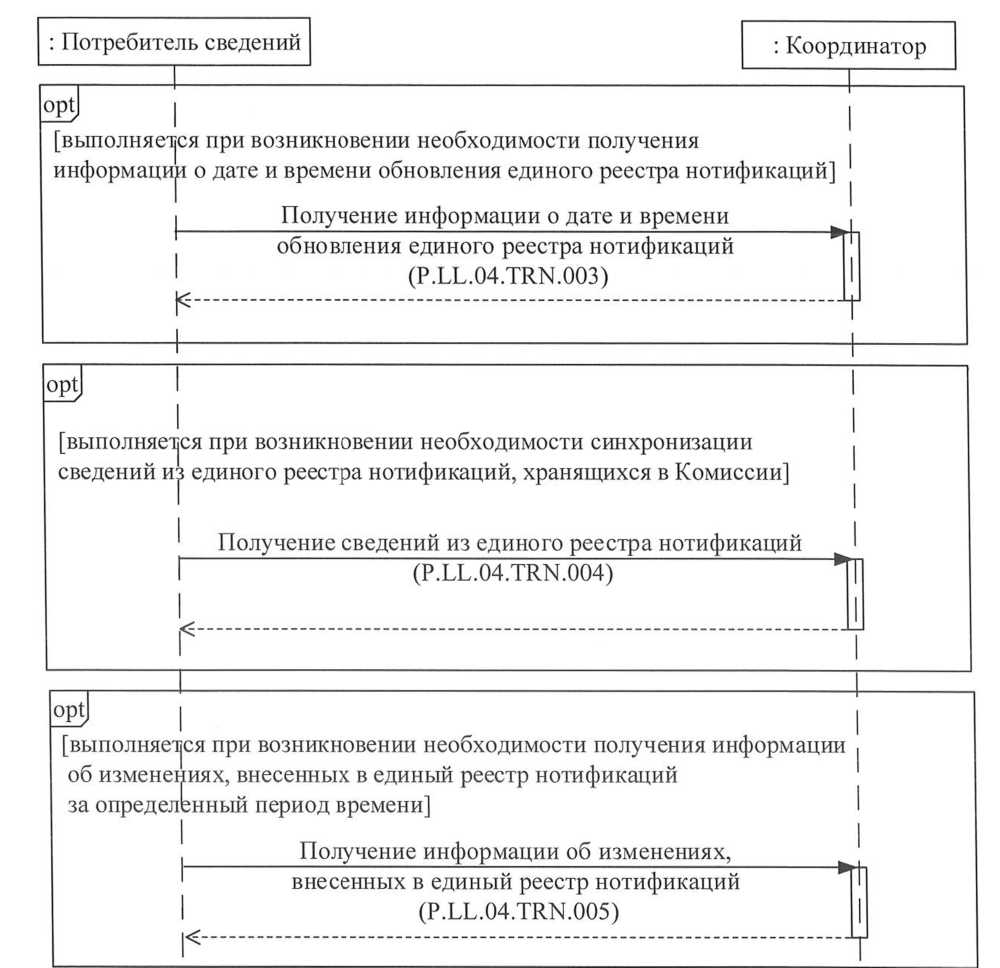 : Потребитель сведений
: Координатор
opt
[выполняется при возникновении необходимости получения
информации о дате и времени обновления единого реестра нотификаций]
Получение информации о дате и времени
обновления единого реестра нотификаций
(P.LL.04.TRN.003)
opt
[выполняется при возникновении необходимости синхронизации
сведений из единого реестра нотификаций, хранящихся в Комиссии]
Получение сведений из единого реестра нотификаций
(P.LL.04.TRN.004)
opt
[выполняется при возникновении необходимости получения информации
об изменениях, внесенных в единый реестр нотификаций
за определенный период времени]
Получение информации об изменениях,
внесенных в единый реестр нотификаций
(P.LL.04.TRN.005)